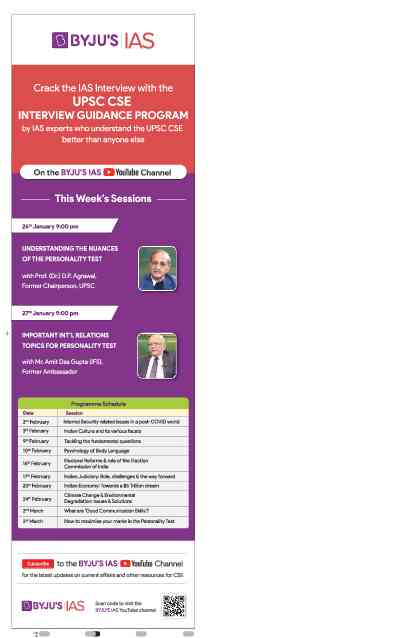 BYJU'S IAS
Crack the IAS Interview with the
UPSC CSE
INTERVIEW GUIDANCE PROGRAM
by IAS experts who understand the UPSC CSE
better than anyone else
On the BYJU'S IAS YouTube Channel
This Week's Sessions
26th January 9:00 pm
UNDERSTANDING THE NUANCES
OF THE PERSONALITY TEST
with Prof. (Dr.) D.P. Agrawal,
Former Chairperson, UPSC
27th January 9:00 pm
IMPORTANT INT'L RELATIONS
TOPICS FOR PERSONALITY TEST
with Mr. Amit Das Gupta (IFS),
Former Ambassador
Programme Schedule
Date Session
2nd February Internal Security related issues in a post-COVID world
3rd February Indian Culture and its various facets
9th February Tackling the fundamental questions
10th February Psychology of Body Language
16th February Electoral Reforms & role of the Election
Commission of India
17th February Indian Judiciary: Role, challenges & the way forward
23rd February Indian Economy: Towards a $5 Trillion dream
24th February Climate Change & Environmental
Degradation: Issues & Solutions
2nd March What are 'Good Communication Skills'?
3rd March How to maximise your marks in the Personality Test
Subscribe to the BYJU'S IAS YouTube Channel
for the latest updates on current affairs and other resources for CSE
BYJU'S IAS
Scan code to visit the
BYJU'S IAS YouTube channel